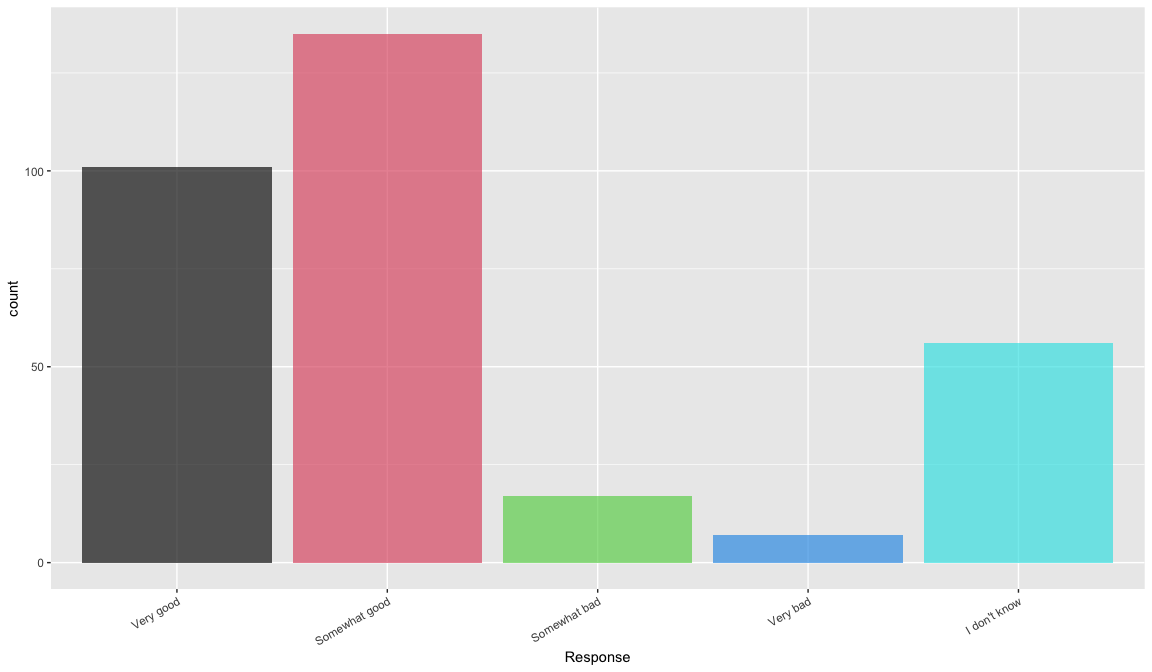 count
100
50
0
Very good
Somewhat good
Somewhat bad
Very bad
I don't know
Response